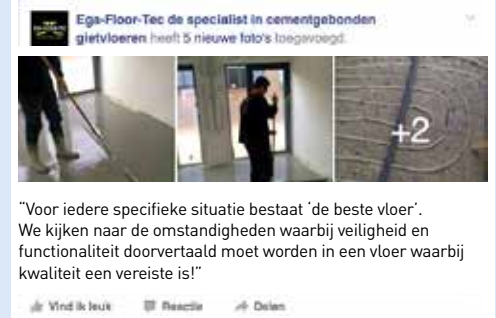 Ega-Floor-Tec de specialist in cementgebonden
gietvloeren heeft 5 nieuwe foto's toegevoegd.
+2
"Voor iedere specifieke situatie bestaat 'de beste vloer'.
We kijken naar de omstandigheden waarbij veiligheid en
functionaliteit doorvertaald moet worden in een vloer waarbij
kwaliteit een vereiste is!"
Vind ik leuk Reactie Delen